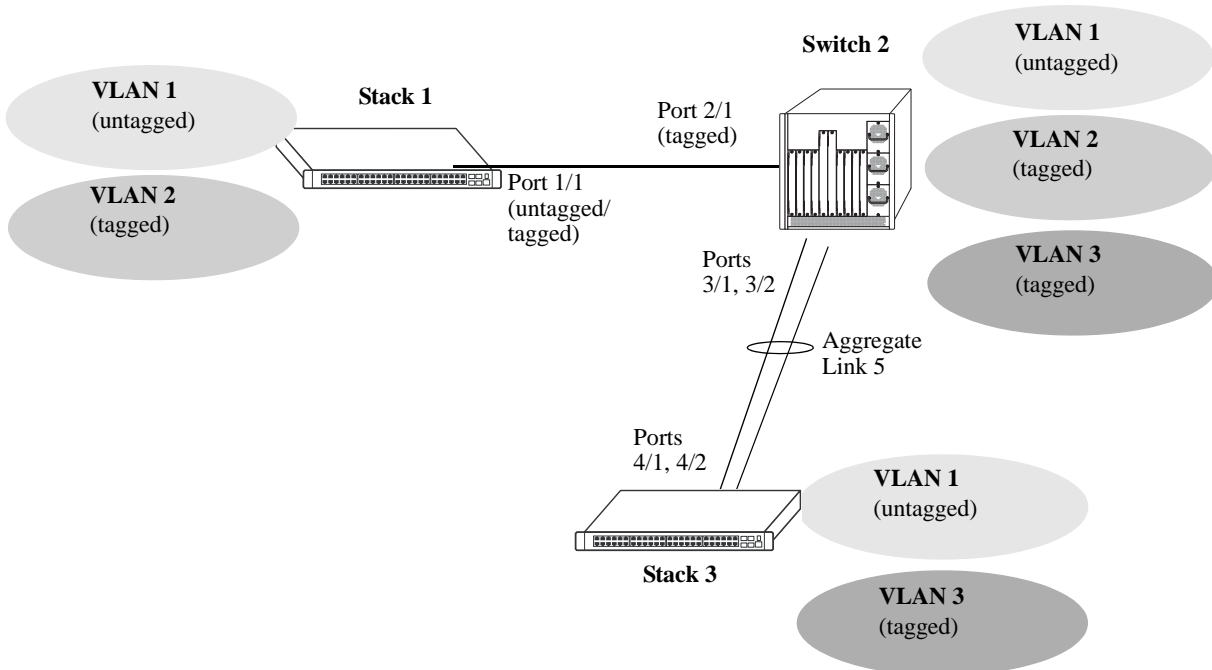 Switch 2
VLAN 1
(untagged)
VLAN 1
(untagged)
Stack 1
Port 2/1
(tagged)
VLAN 2
(tagged)
VLAN 2
(tagged)
Port 1/1
(untagged/
tagged)
Ports
3/1, 3/2
VLAN 3
(tagged)
Aggregate
Link 5
Ports
4/1, 4/2
VLAN 1
(untagged)
Stack 3
VLAN 3
(tagged)